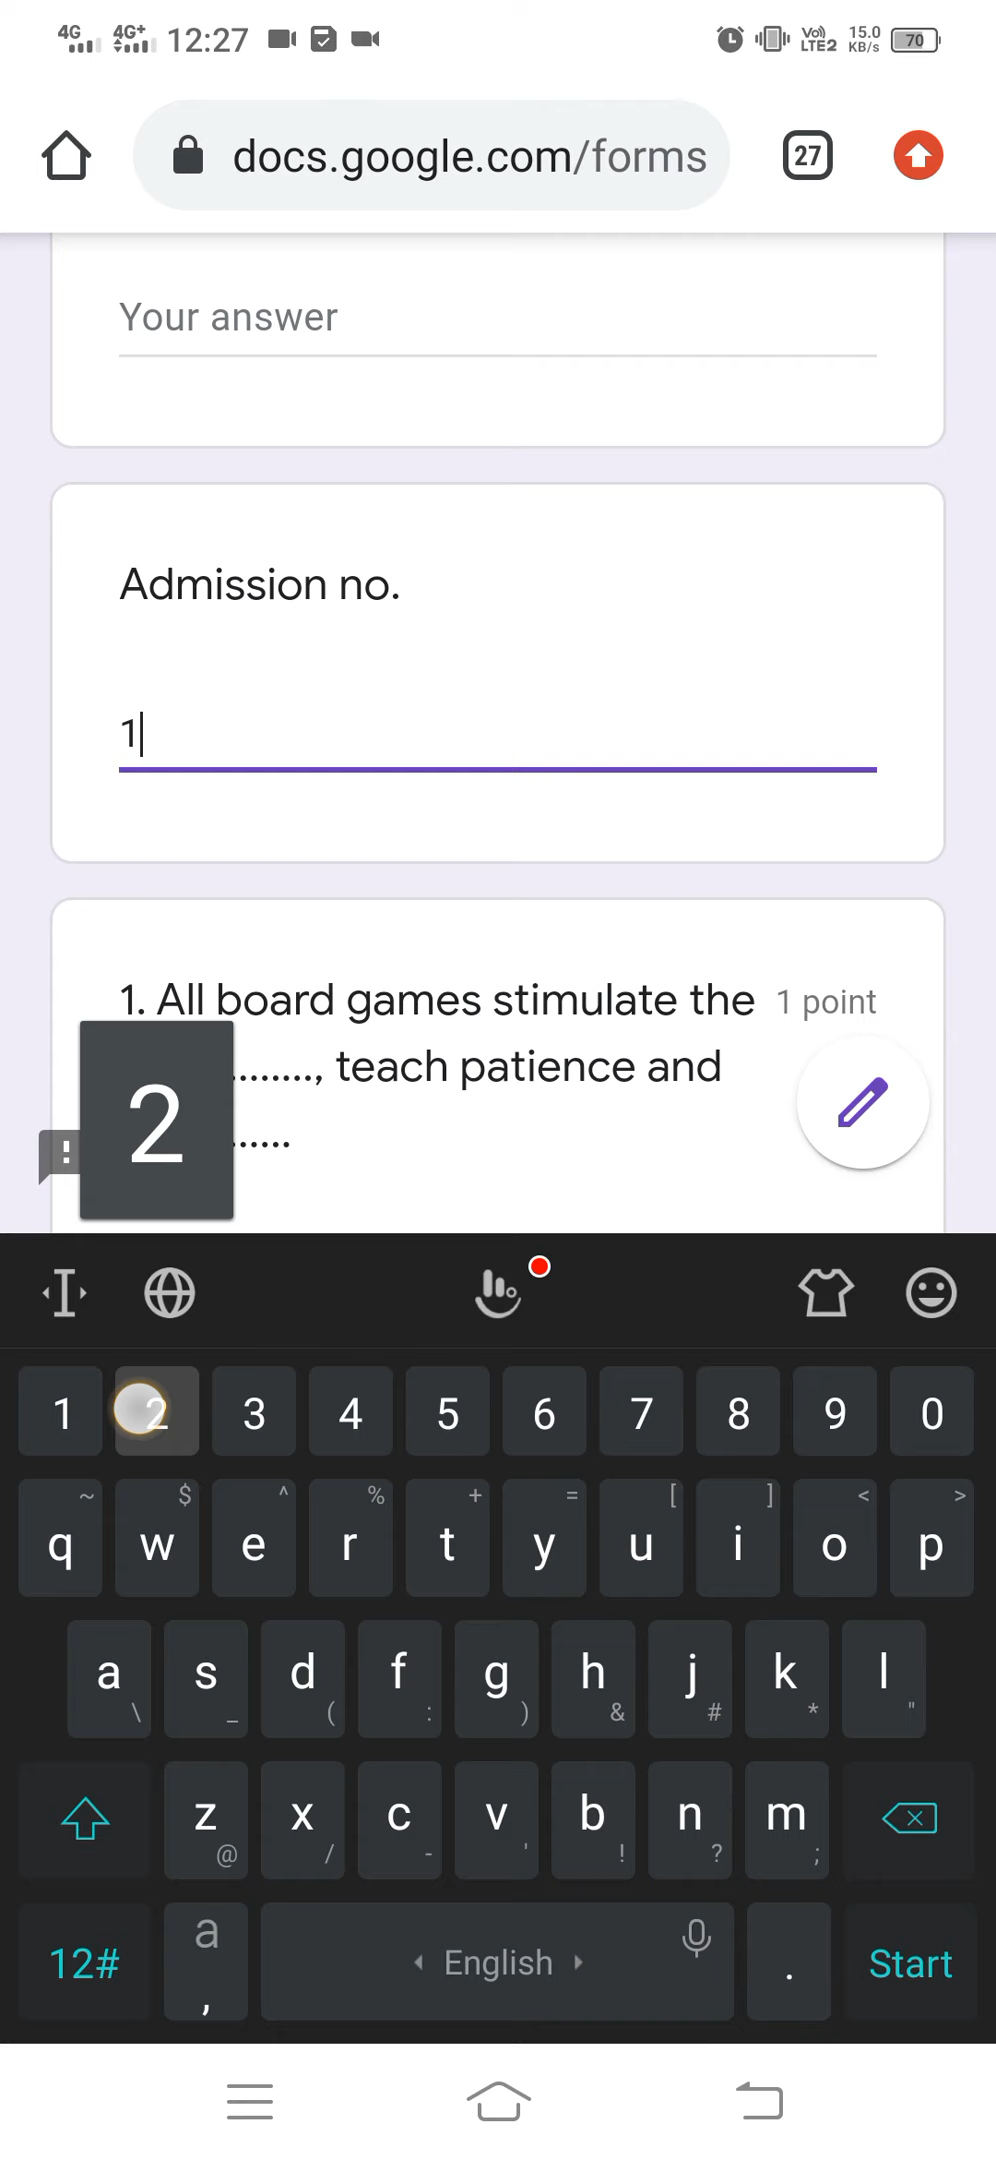 4G 4G+ 12:27 Vo) LTE2 15.0 KB/s 70
docs.google.com/forms 27
Your answer
Admission no.
1
1. All board games stimulate the 1 point
........, teach patience and
......
2
!
1 2 3 4 5 6 7 8 9 0
~ $ ^ % + = [ ] < >
q w e r t y u i o p
a s d f g h j k l
\ _ ( : ) & # * "
z x c v b n m
@ / - ' ! ? ;
12# a , English . Start